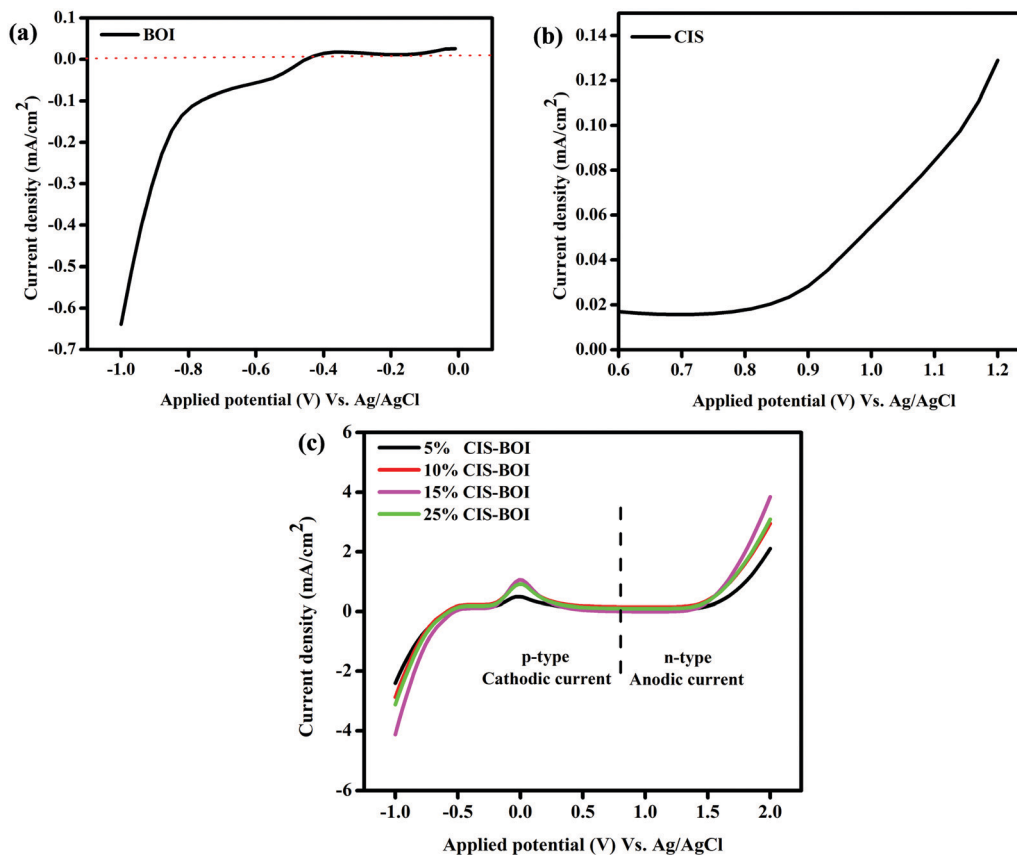 (a)
BOI
0.1
0.0
-0.1
-0.2
-0.3
-0.4
-0.5
-0.6
-0.7
Current density (mA/cm²)
-1.0 -0.8 -0.6 -0.4 -0.2 0.0
Applied potential (V) Vs. Ag/AgCl
(b)
CIS
0.14
0.12
0.10
0.08
0.06
0.04
0.02
0.00
Current density (mA/cm²)
0.6 0.7 0.8 0.9 1.0 1.1 1.2
Applied potential (V) Vs. Ag/AgCl
(c)
5% CIS-BOI
10% CIS-BOI
15% CIS-BOI
25% CIS-BOI
6
4
2
0
-2
-4
-6
Current density (mA/cm²)
p-type
Cathodic current
n-type
Anodic current
-1.0 -0.5 0.0 0.5 1.0 1.5 2.0
Applied potential (V) Vs. Ag/AgCl